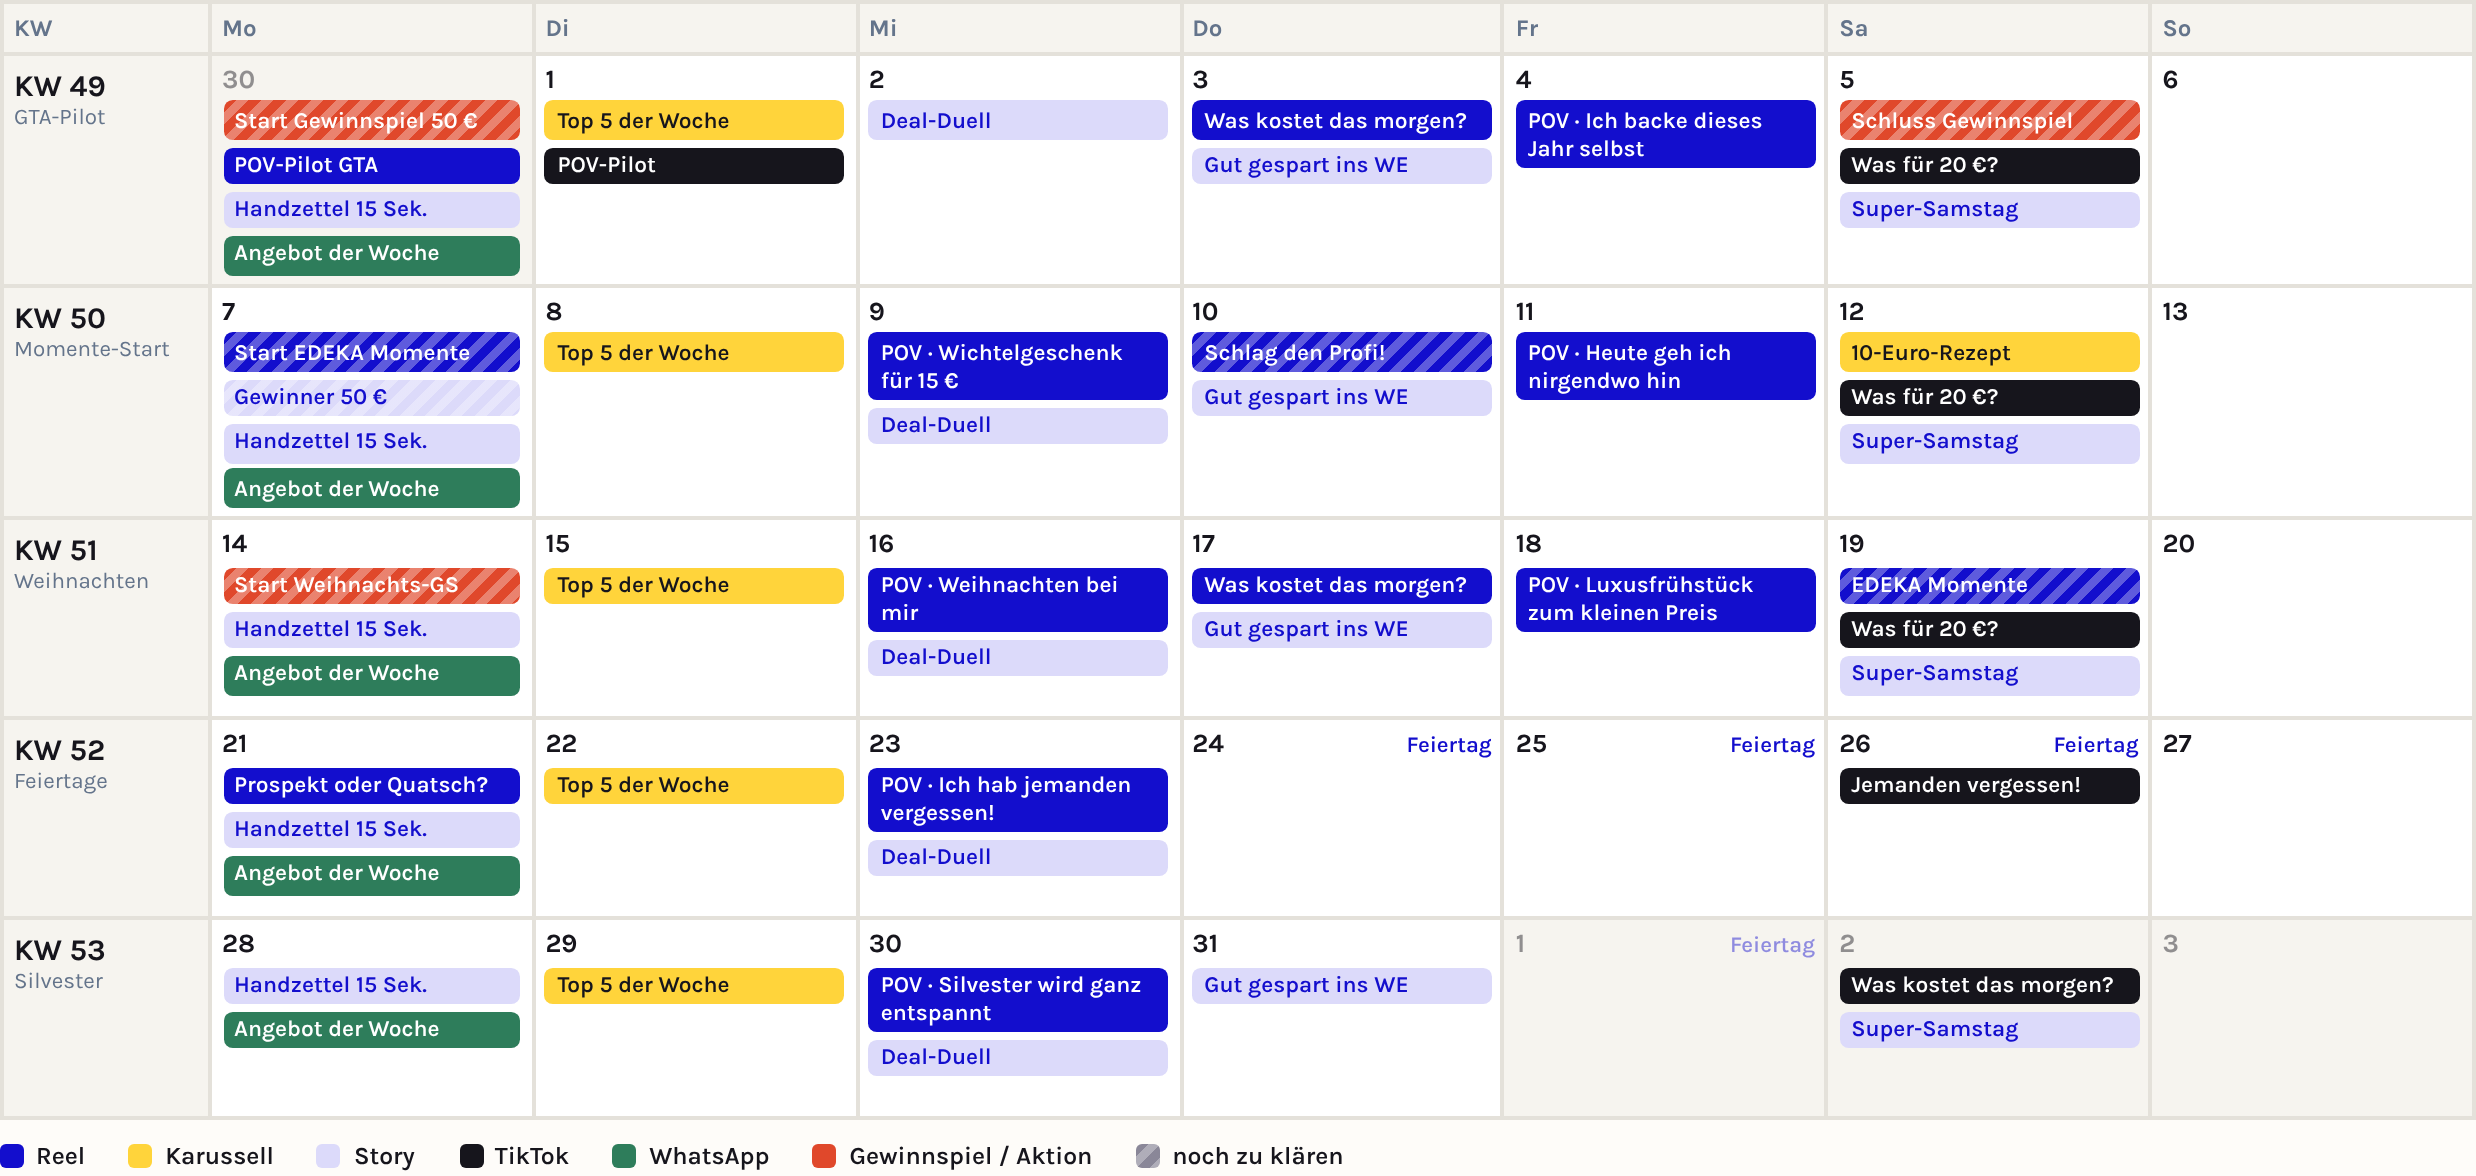 KW Mo Di Mi Do Fr Sa So
KW 49
GTA-Pilot
30
Start Gewinnspiel 50 €
POV-Pilot GTA
Handzettel 15 Sek.
Angebot der Woche
1
Top 5 der Woche
POV-Pilot
2
Deal-Duell
3
Was kostet das morgen?
Gut gespart ins WE
4
POV · Ich backe dieses
Jahr selbst
5
Schluss Gewinnspiel
Was für 20 €?
Super-Samstag
6
KW 50
Momente-Start
7
Start EDEKA Momente
Gewinner 50 €
Handzettel 15 Sek.
Angebot der Woche
8
Top 5 der Woche
9
POV · Wichtelgeschenk
für 15 €
Deal-Duell
10
Schlag den Profi!
Gut gespart ins WE
11
POV · Heute geh ich
nirgendwo hin
12
10-Euro-Rezept
Was für 20 €?
Super-Samstag
13
KW 51
Weihnachten
14
Start Weihnachts-GS
Handzettel 15 Sek.
Angebot der Woche
15
Top 5 der Woche
16
POV · Weihnachten bei
mir
Deal-Duell
17
Was kostet das morgen?
Gut gespart ins WE
18
POV · Luxusfrühstück
zum kleinen Preis
19
EDEKA Momente
Was für 20 €?
Super-Samstag
20
KW 52
Feiertage
21
Prospekt oder Quatsch?
Handzettel 15 Sek.
Angebot der Woche
22
Top 5 der Woche
23
POV · Ich hab jemanden
vergessen!
Deal-Duell
24 Feiertag
25 Feiertag
26 Feiertag
Jemanden vergessen!
27
KW 53
Silvester
28
Handzettel 15 Sek.
Angebot der Woche
29
Top 5 der Woche
30
POV · Silvester wird ganz
entspannt
Deal-Duell
31
Gut gespart ins WE
1 Feiertag
2
Was kostet das morgen?
Super-Samstag
3
Reel Karussell Story TikTok WhatsApp Gewinnspiel / Aktion noch zu klären